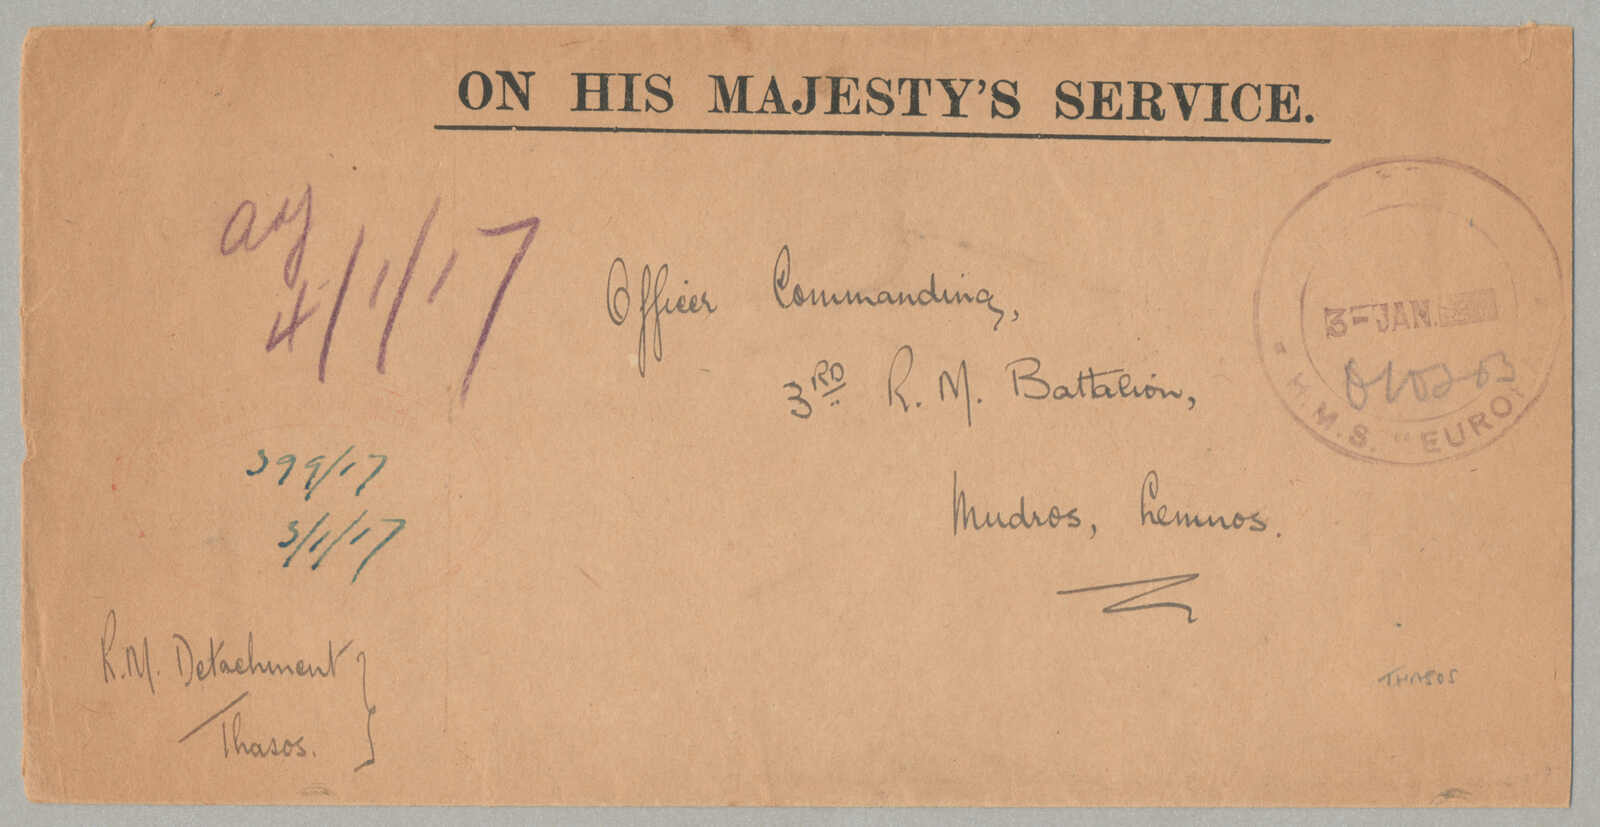 ON HIS MAJESTY'S SERVICE.
4/1/17
Officer Commanding,
3RD R. M. Battalion,
Mudros, Lemnos.
3-JAN.
H.M.S. "EURO
399/17
3/1/17
R.M. Detachment
Thasos.
THASOS